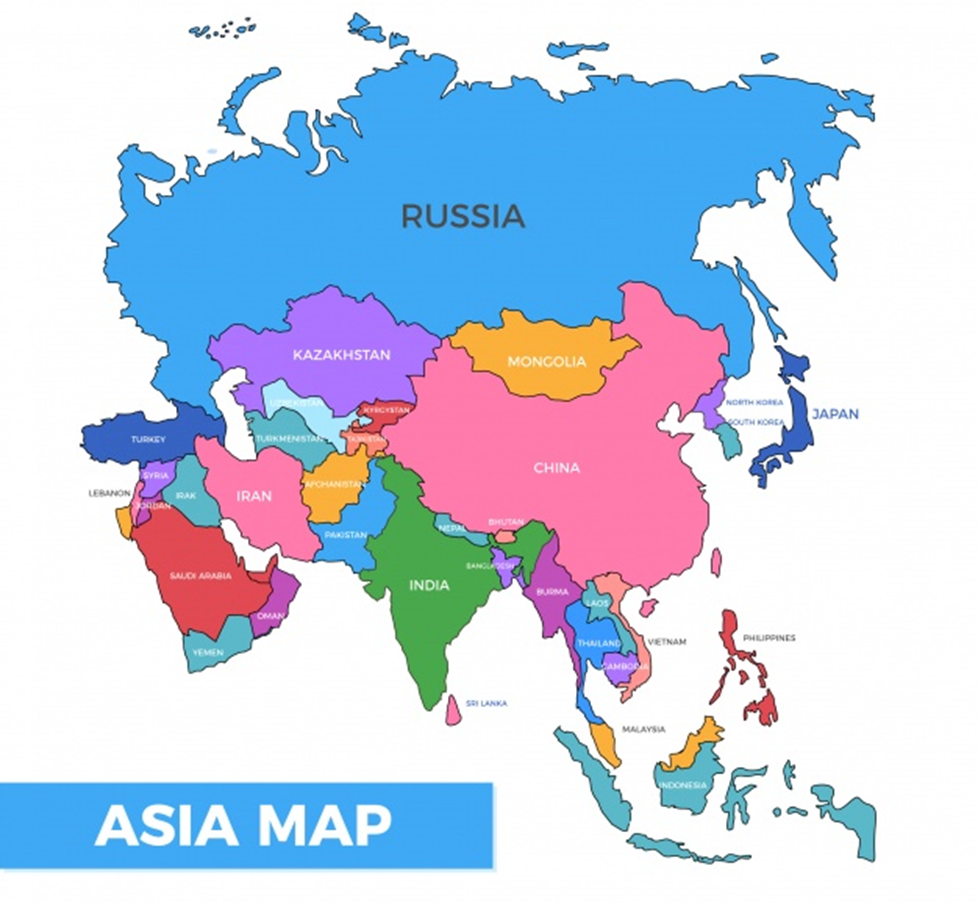 RUSSIA
KAZAKHSTAN
MONGOLIA
UZBEKISTAN
KYRGYSTAN
NORTH KOREA
JAPAN
SOUTH KOREA
TURKEY
TURKMENISTAN
TAJIKISTAN
CHINA
SYRIA
AFGHANISTAN
LEBANON
IRAK
IRAN
JORDAN
NEPAL
BHUTAN
PAKISTAN
BANGLADESH
SAUDI ARABIA
INDIA
BURMA
LAOS
OMAN
THAILAND
VIETNAM
PHILIPPINES
YEMEN
CAMBODIA
SRI LANKA
MALAYSIA
INDONESIA
ASIA MAP